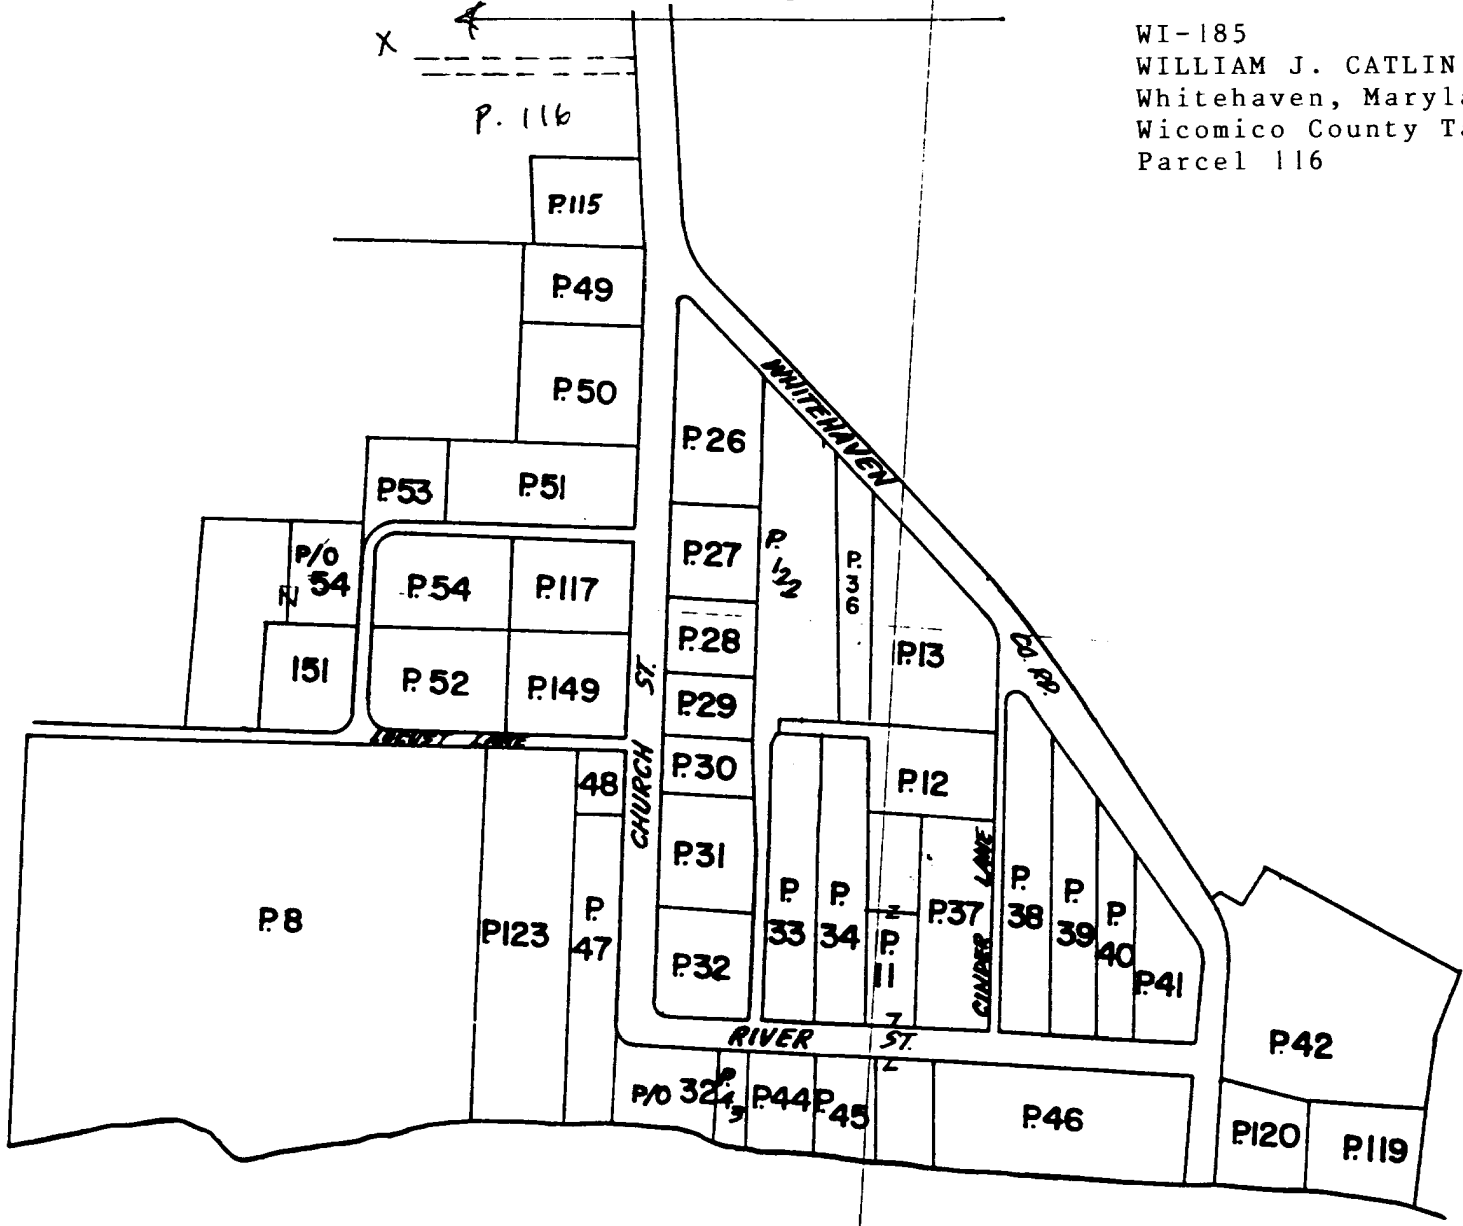 WI-185
WILLIAM J. CATLIN
Whitehaven, Maryla
Wicomico County T.
Parcel 116
X
P. 116
P.115
P.49
P.50
P.26
WHITEHAVEN
CO. RD.
P.53
P.51
P/O
54
P.54
P.117
P.27
P.
122
P.
3
6
151
P.52
P.149
P.28
P.13
P.29
LOCUST LANE
CHURCH ST.
48
P.30
P.12
P.31
P.8
P.123
P.
47
P.
33
P.
34
P.
11
P.37
CINDER LANE
P.
38
P.
39
P.
40
P.41
P.32
RIVER ST.
P.42
P/O 32
P.
43
P.44
P.
45
P.46
P.120
P.119